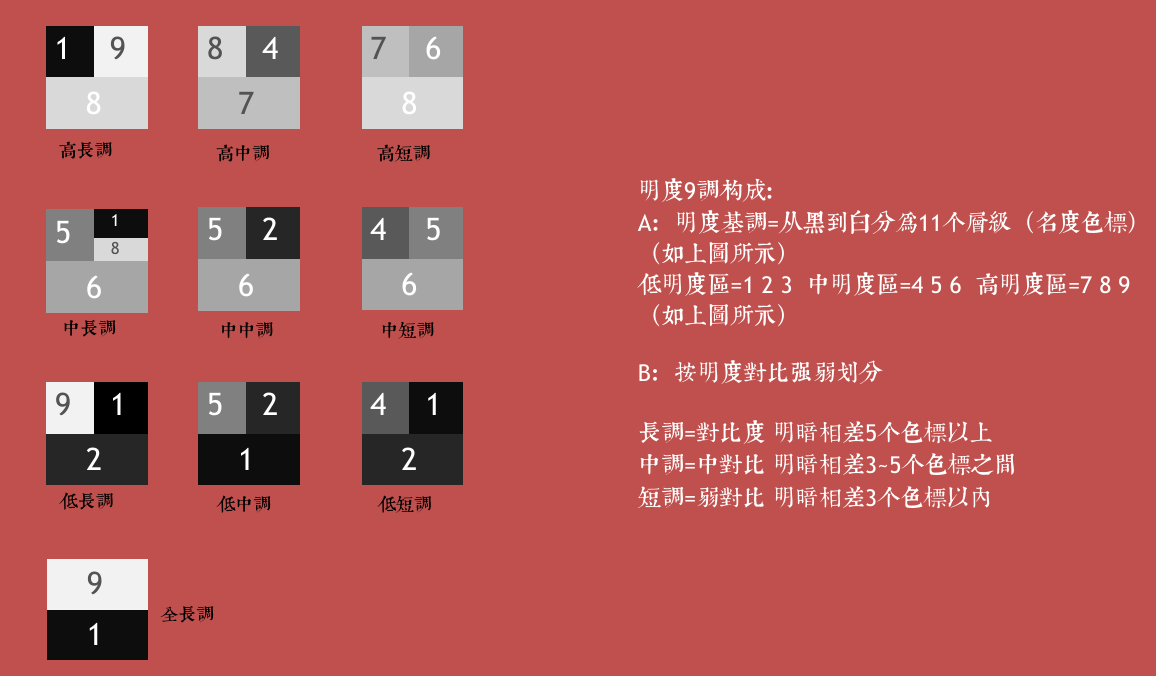 1 9
8
高長調
8 4
7
高中調
7 6
8
高短調
5 1
8
6
中長調
5 2
6
中中調
4 5
6
中短調
9 1
2
低長調
5 2
1
低中調
4 1
2
低短調
9
1
全長調
明度9調构成:
A: 明度基調=从黑到白分爲11个層級（名度色標）
（如上圖所示）
低明度區=1 2 3 中明度區=4 5 6 高明度區=7 8 9
（如上圖所示）
B: 按明度對比强弱划分
長調=對比度 明暗相差5个色標以上
中調=中對比 明暗相差3~5个色標之間
短調=弱對比 明暗相差3个色標以內